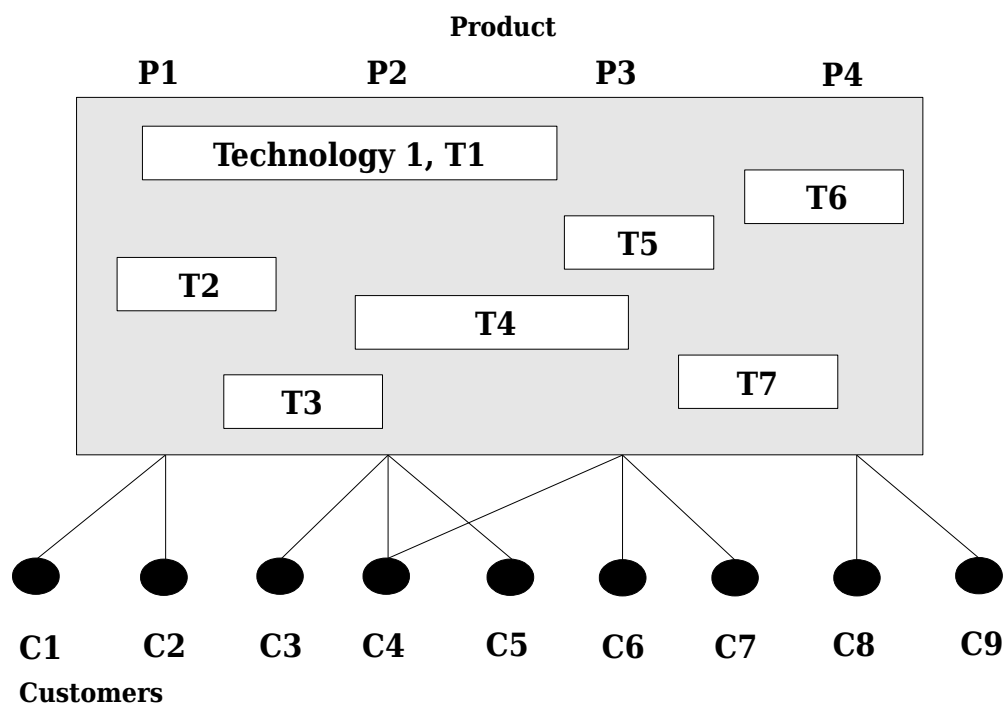 Product
P1 P2 P3 P4
Technology 1, T1
T6
T5
T2
T4
T7
T3
C1 C2 C3 C4 C5 C6 C7 C8 C9
Customers